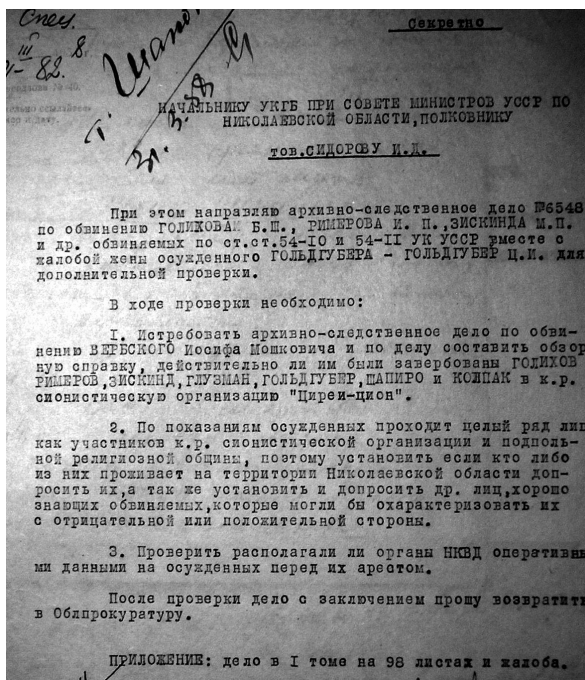 Спец.
Секретно
НАЧАЛЬНИКУ УКГБ ПРИ СОВЕТЕ МИНИСТРОВ УССР ПО
НИКОЛАЕВСКОЙ ОБЛАСТИ,ПОЛКОВНИКУ
тов.СИДОРОВУ И.Д.
При этом направляю архивно-следственное дело №6548
по обвинению ГОЛИХОВАК Б.Ш., РИМЕРОВА И. П.,ЗИСКИНДА М.П.
и др. обвиняемых по ст.ст.54-10 и 54-11 УК УССР вместе с
жалобой жены осужденного ГОЛЬДГУБЕРА - ГОЛЬДГУБЕР Ц.И. для
дополнительной проверки.
В ходе проверки необходимо:
I. Истребовать архивно-следственное дело по обви-
нению ВЕРБСКОГО Иосифа Мошковича и по делу составить обзор
ную справку, действительно ли им были завербованы ГОЛИХОВ
РИМЕРОВ,ЗИСКИНД,ГЛУЗМАН,ГОЛЬДГУБЕР,ШАПИРО и КОЛПАК в к.р.
сионистическую организацию "Циреи-цион".
2. По показаниям осужденных проходит целый ряд лиц
как участников к.р. сионистической организации и подполь-
ной религиозной общины, поэтому установить если кто либо
из них проживает на территории Николаевской области доп-
росить их,а так же установить и допросить др. лиц,хорошо
знающих обвиняемых,которые могли бы охарактеризовать их
с отрицательной или положительной стороны.
3. Проверить располагали ли органы НКВД оперативны
ми данными на осужденных перед их арестом.
После проверки дело с заключением прошу возвратить
в Облпрокуратуру.
ПРИЛОЖЕНИЕ: дело в I томе на 98 листах и жалоба.